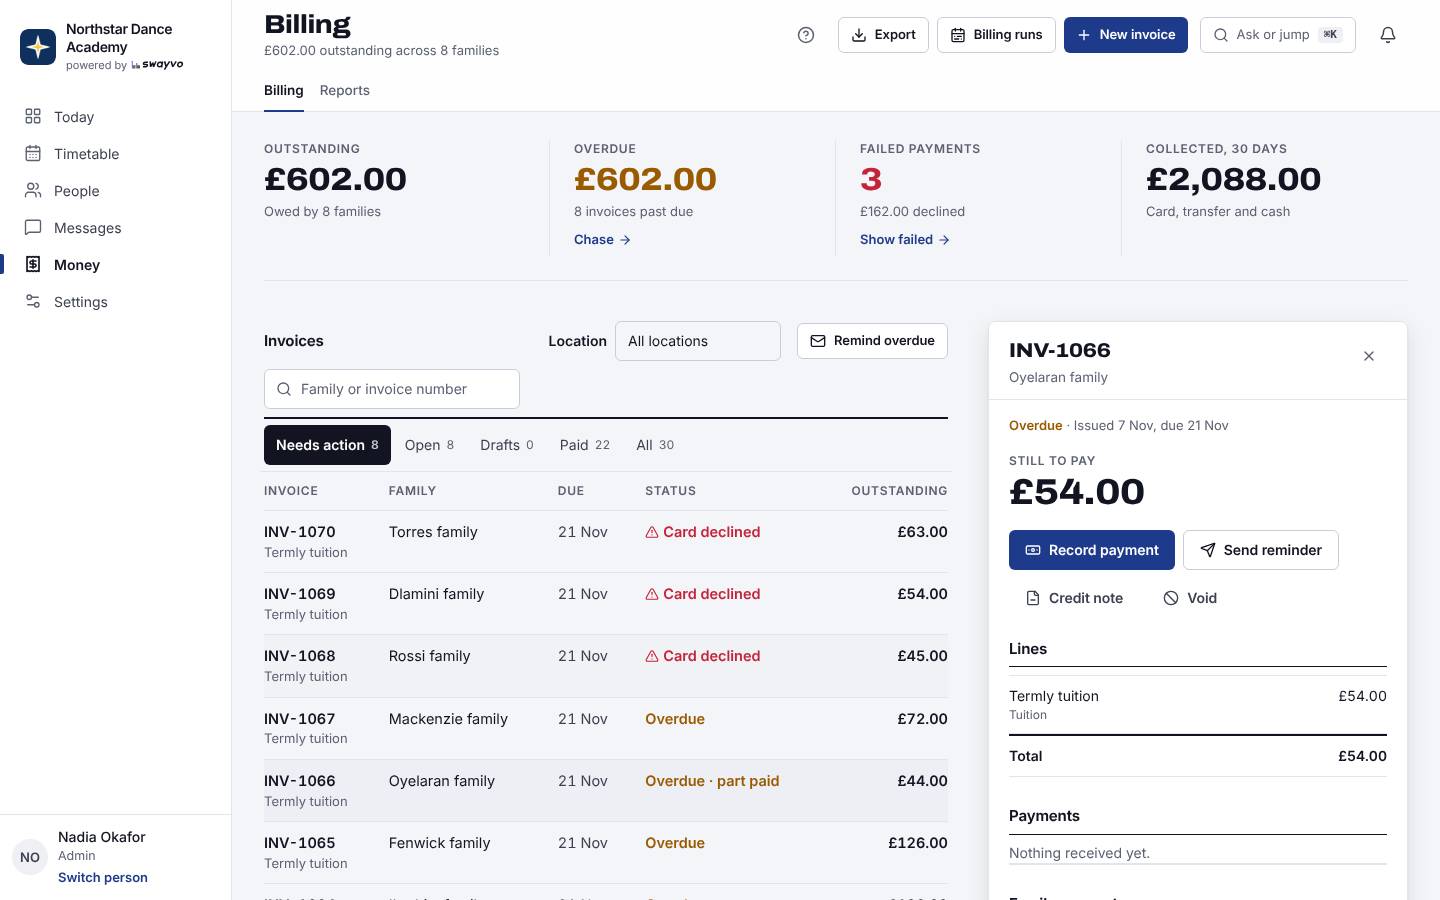 Northstar Dance
Academy
powered by swayvo
Today
Timetable
People
Messages
Money
Settings
NO
Nadia Okafor
Admin
Switch person
Billing
£602.00 outstanding across 8 families
Export
Billing runs
New invoice
Ask or jump ⌘K
Billing
Reports
OUTSTANDING
£602.00
Owed by 8 families
OVERDUE
£602.00
8 invoices past due
Chase →
FAILED PAYMENTS
3
£162.00 declined
Show failed →
COLLECTED, 30 DAYS
£2,088.00
Card, transfer and cash
Invoices
Location
All locations
Remind overdue
Family or invoice number
Needs action 8
Open 8
Drafts 0
Paid 22
All 30
INVOICE FAMILY DUE STATUS OUTSTANDING
INV-1070 Torres family 21 Nov Card declined £63.00
Termly tuition
INV-1069 Dlamini family 21 Nov Card declined £54.00
Termly tuition
INV-1068 Rossi family 21 Nov Card declined £45.00
Termly tuition
INV-1067 Mackenzie family 21 Nov Overdue £72.00
Termly tuition
INV-1066 Oyelaran family 21 Nov Overdue · part paid £44.00
Termly tuition
INV-1065 Fenwick family 21 Nov Overdue £126.00
Termly tuition
INV-1066
Oyelaran family
Overdue · Issued 7 Nov, due 21 Nov
STILL TO PAY
£54.00
Record payment
Send reminder
Credit note
Void
Lines
Termly tuition £54.00
Tuition
Total £54.00
Payments
Nothing received yet.